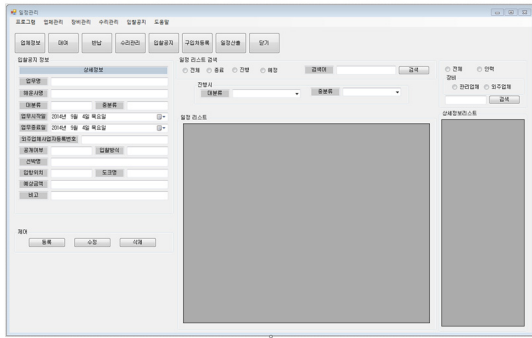 일정관리
프로그램 업체관리 장비관리 수리관리 입찰공지 도움말
업체정보 대여 반납 수리관리 입찰공지 구입처등록 일정산출 닫기
입찰공지 정보
상세정보
업무명
해운사명
대분류 중분류
업무시작일 2014년 9월 4일 목요일
업무종료일 2014년 9월 4일 목요일
외주업체사업자등록번호
공개여부 입찰방식
선박명
입항위치 도크명
예상금액
비고
제어
등록 수정 삭제
일정 리스트 검색
전체 종료 진행 예정 검색어 검색
진행시
대분류 중분류
일정 리스트
전체 인력
장비
관리업체 외주업체
검색
상세정보리스트